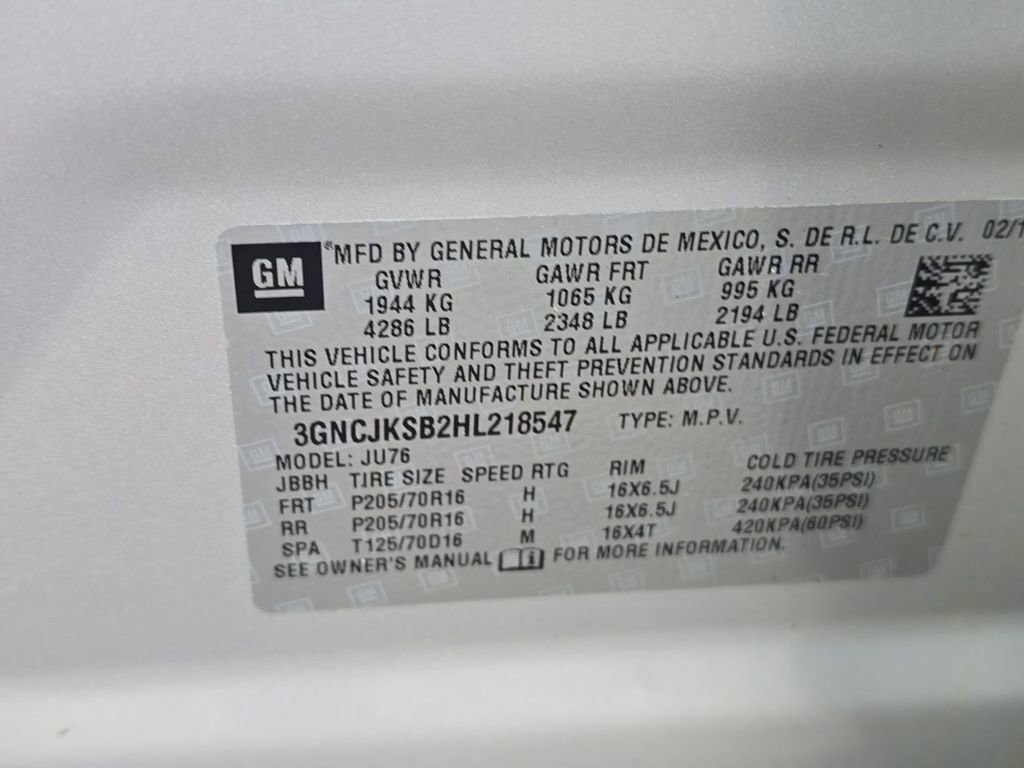 GM ®MFD BY GENERAL MOTORS DE MEXICO, S. DE R.L. DE C.V. 02/1
GVWR GAWR FRT GAWR RR
1944 KG 1065 KG 995 KG
4286 LB 2348 LB 2194 LB
THIS VEHICLE CONFORMS TO ALL APPLICABLE U.S. FEDERAL MOTOR
VEHICLE SAFETY AND THEFT PREVENTION STANDARDS IN EFFECT ON
THE DATE OF MANUFACTURE SHOWN ABOVE.
3GNCJKSB2HL218547 TYPE: M.P.V.
MODEL: JU76
JBBH TIRE SIZE SPEED RTG RIM COLD TIRE PRESSURE
FRT P205/70R16 H 16X6.5J 240KPA(35PSI)
RR P205/70R16 H 16X6.5J 240KPA(35PSI)
SPA T125/70D16 M 16X4T 420KPA(60PSI)
SEE OWNER'S MANUAL FOR MORE INFORMATION.